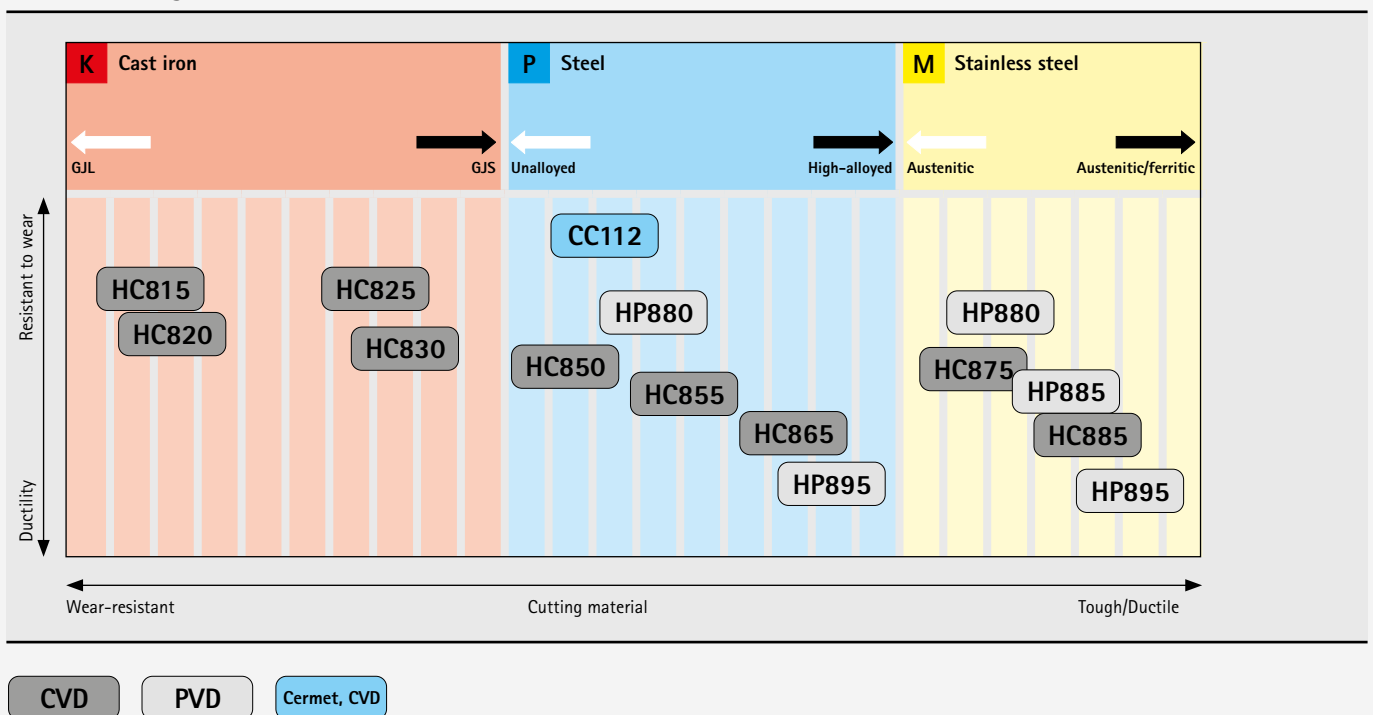 K Cast iron
P Steel
M Stainless steel
GJL
GJS
Unalloyed
High-alloyed
Austenitic
Austenitic/ferritic
Resistant to wear
Ductility
CC112
HC815
HC825
HP880
HP880
HC820
HC830
HC850
HC875
HC855
HP885
HC865
HC885
HP895
HP895
Wear-resistant
Cutting material
Tough/Ductile
CVD
PVD
Cermet, CVD